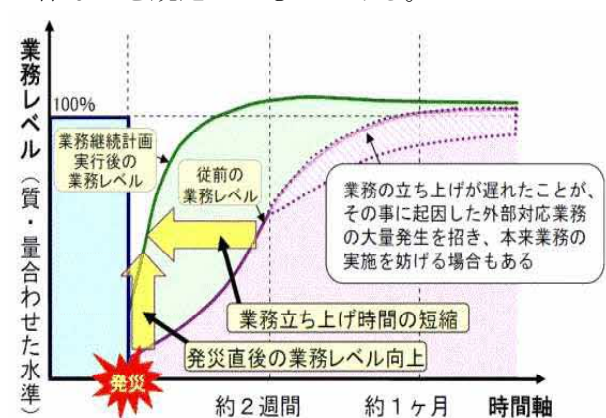 業務レベル（質・量合わせた水準）
100%
業務継続計画
実行後の
業務レベル
従前の
業務レベル
業務の立ち上げが遅れたことが、
その事に起因した外部対応業務
の大量発生を招き、本来業務の
実施を妨げる場合もある
業務立ち上げ時間の短縮
発災直後の業務レベル向上
発災
約２週間
約１ヶ月
時間軸